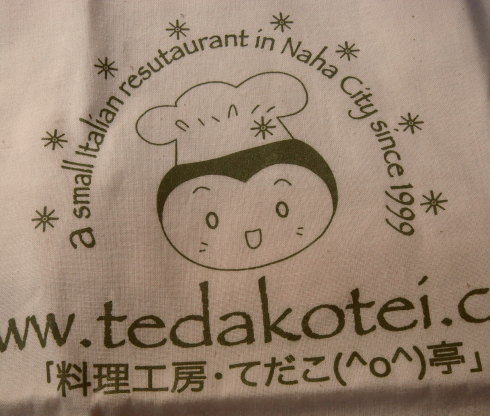 a small Italian resutaurant in Naha City since 1999
ww.tedakotei.c
「料理工房・てだこ(^o^)亭」